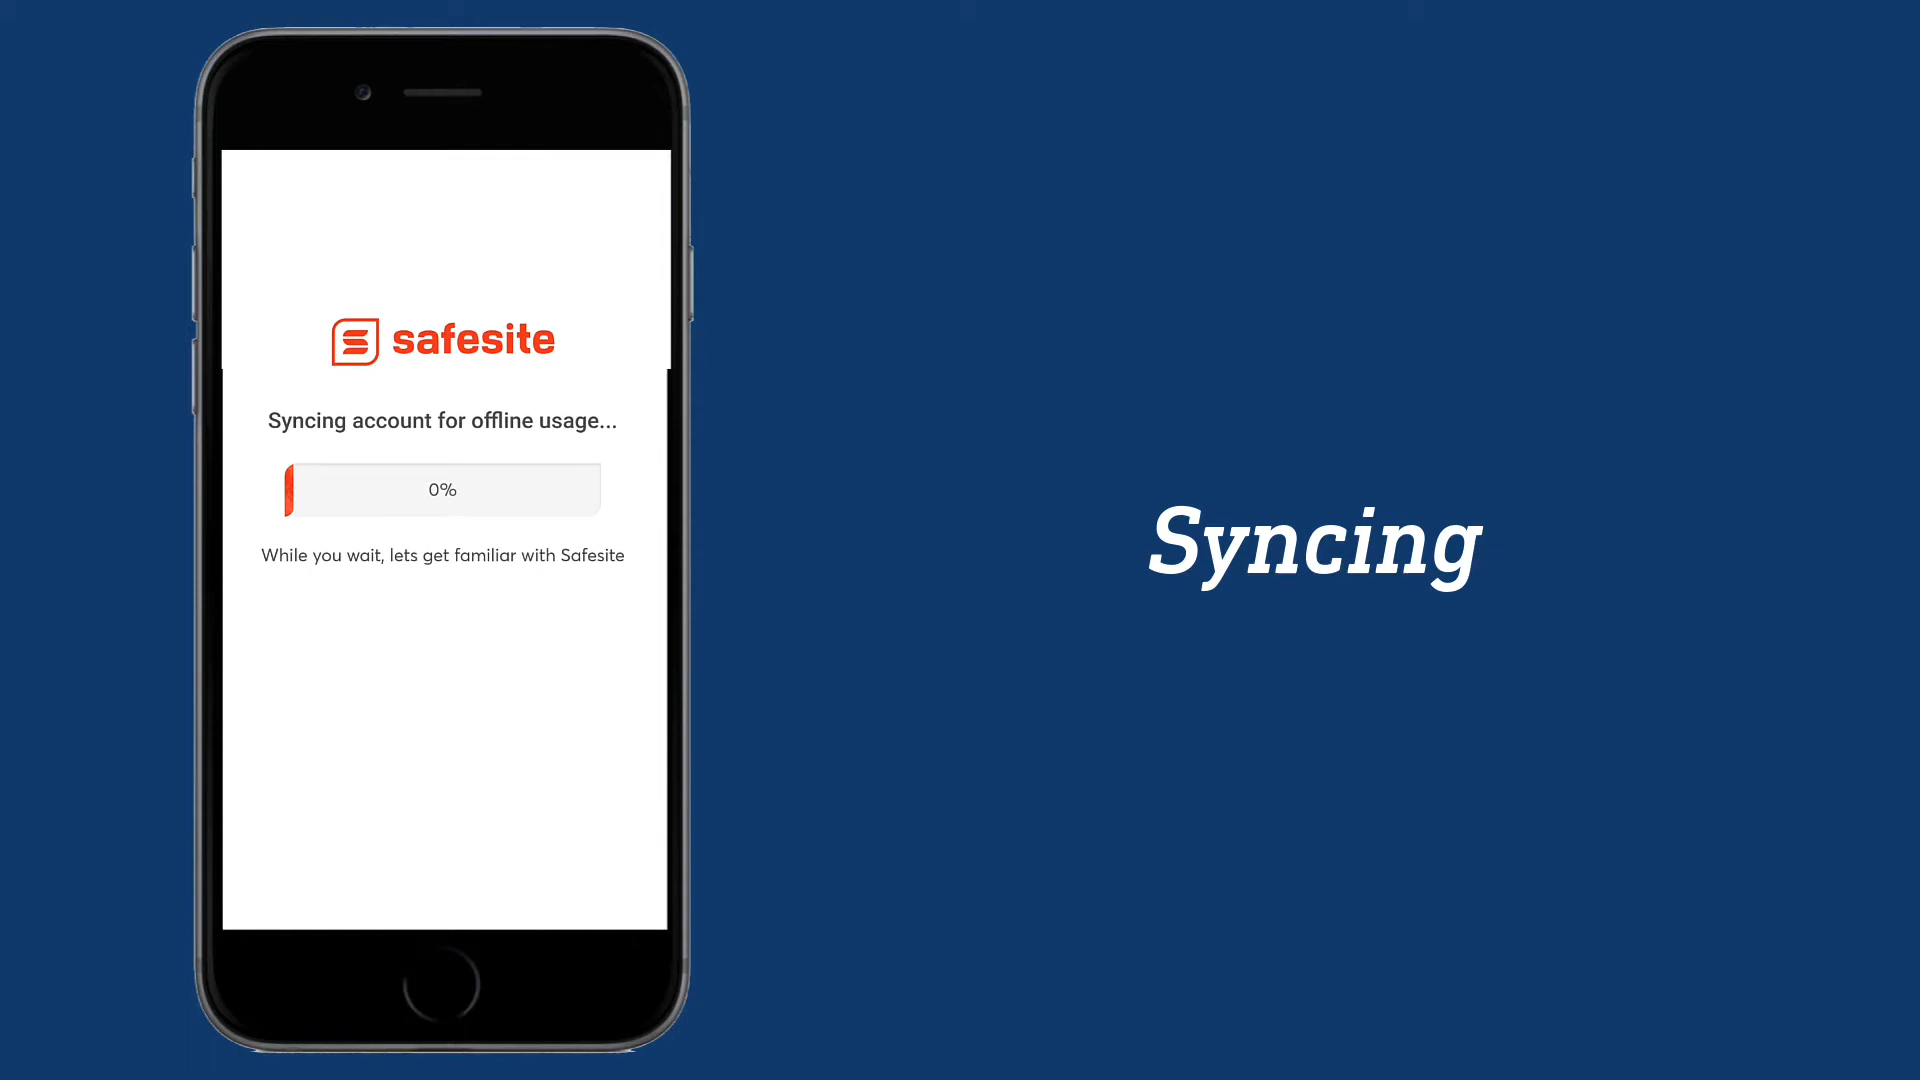 safesite
Syncing account for offline usage...
0%
While you wait, lets get familiar with Safesite
Syncing